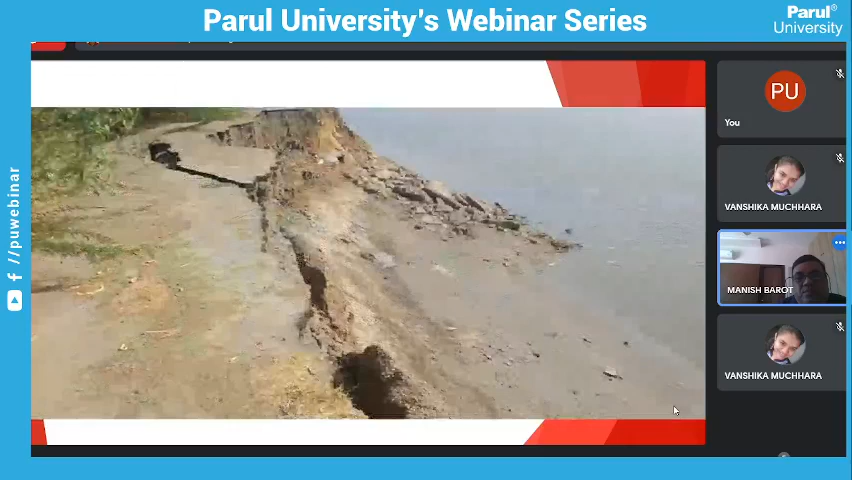 Parul University's Webinar Series
Parul®
University
//puwebinar
PU
You
VANSHIKA MUCHHARA
MANISH BAROT
VANSHIKA MUCHHARA